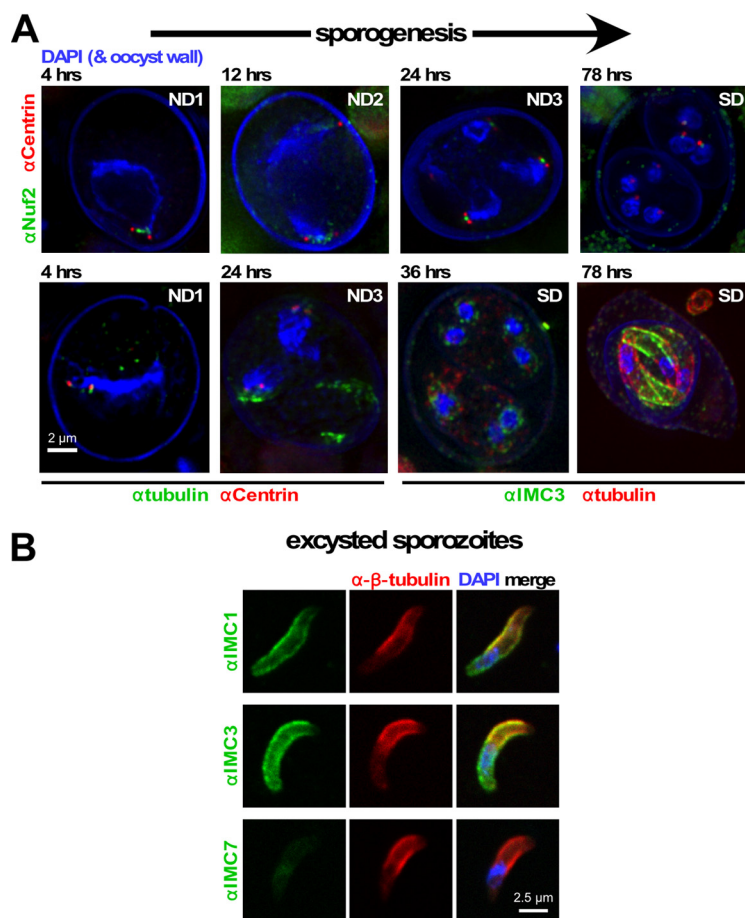 A
sporogenesis
DAPI (& oocyst wall)
4 hrs
12 hrs
24 hrs
78 hrs
ND1
ND2
ND3
SD
αNuf2 αCentrin
4 hrs
24 hrs
36 hrs
78 hrs
ND1
ND3
SD
SD
2 µm
αtubulin αCentrin
αIMC3 αtubulin
B
excysted sporozoites
α-β-tubulin
DAPI merge
αIMC1
αIMC3
αIMC7
2.5 µm